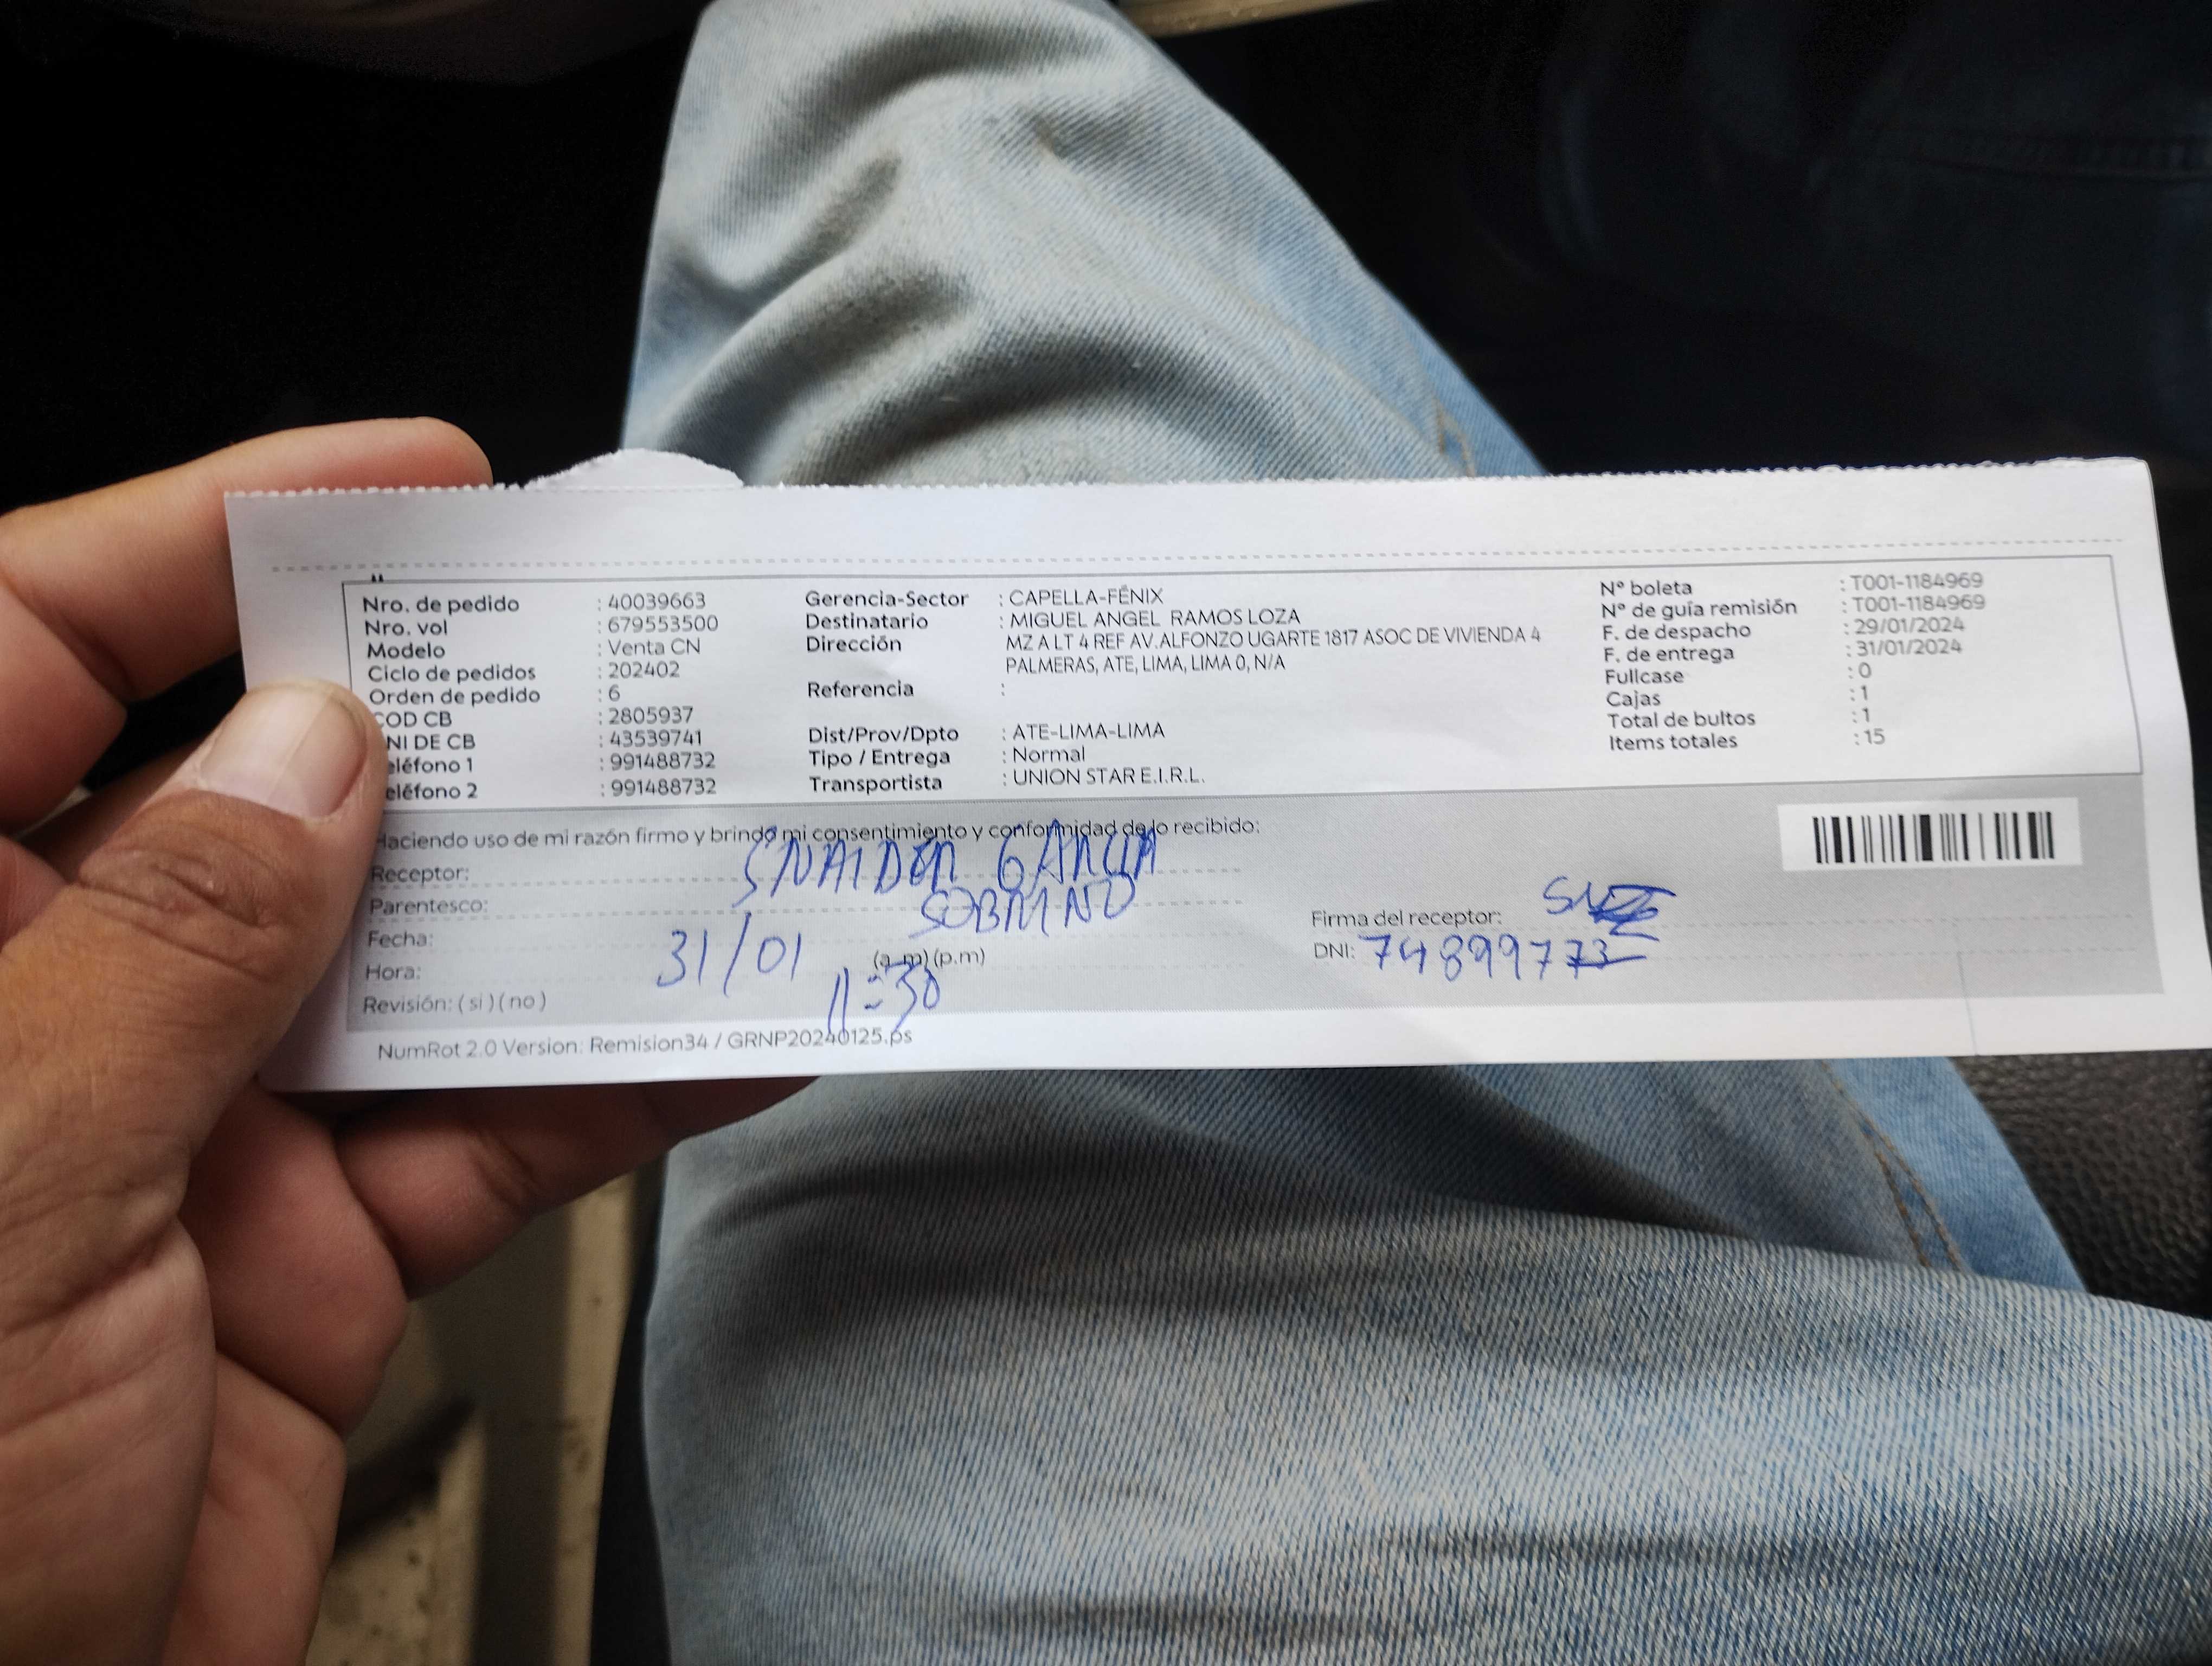 Nro. de pedido : 40039663
Nro. vol : 679553500
Modelo : Venta CN
Ciclo de pedidos : 202402
Orden de pedido : 6
COD CB : 2805937
NI DE CB : 43539741
eléfono 1 : 991488732
eléfono 2 : 991488732
Gerencia-Sector : CAPELLA-FÉNIX
Destinatario : MIGUEL ANGEL RAMOS LOZA
Dirección MZ A LT 4 REF AV.ALFONZO UGARTE 1817 ASOC DE VIVIENDA 4
PALMERAS, ATE, LIMA, LIMA 0, N/A
Referencia :
Dist/Prov/Dpto : ATE-LIMA-LIMA
Tipo / Entrega : Normal
Transportista : UNION STAR E.I.R.L.
Nº boleta : T001-1184969
Nº de guía remisión : T001-1184969
F. de despacho : 29/01/2024
F. de entrega : 31/01/2024
Fullcase : 0
Cajas : 1
Total de bultos : 1
Items totales : 15
Haciendo uso de mi razón firmo y brindo mi consentimiento y conformidad de lo recibido:
Receptor: SNAIDER GARCIA
Parentesco: SOBRINO
Fecha: 31/01
Hora: 11:30 (a.m)(p.m)
Revisión: ( si ) ( no )
Firma del receptor:
DNI: 74899773
NumRot 2.0 Version: Remision34 / GRNP20240125.ps